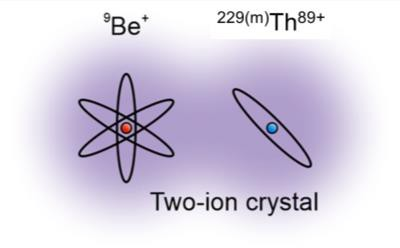 ⁹Be⁺
²²⁹⁽ᵐ⁾Th⁸⁹⁺
Two-ion crystal